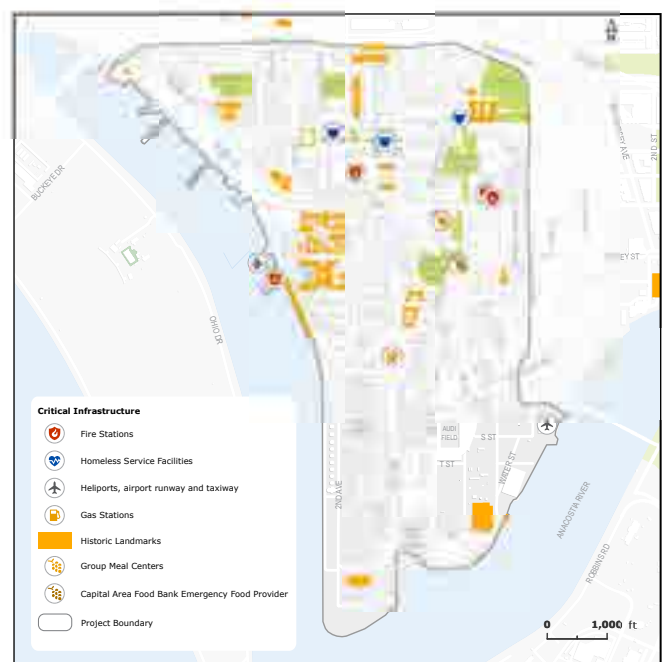 N
2ND ST
BUCKEYE DR
EY ST
OHIO DR
Critical Infrastructure
Fire Stations
Homeless Service Facilities
Heliports, airport runway and taxiway
Gas Stations
Historic Landmarks
Group Meal Centers
Capital Area Food Bank Emergency Food Provider
Project Boundary
AUDI
FIELD
S ST
T ST
WATER ST
2ND AVE
ANACOSTIA RIVER
ROBBINS RD
0 1,000 ft